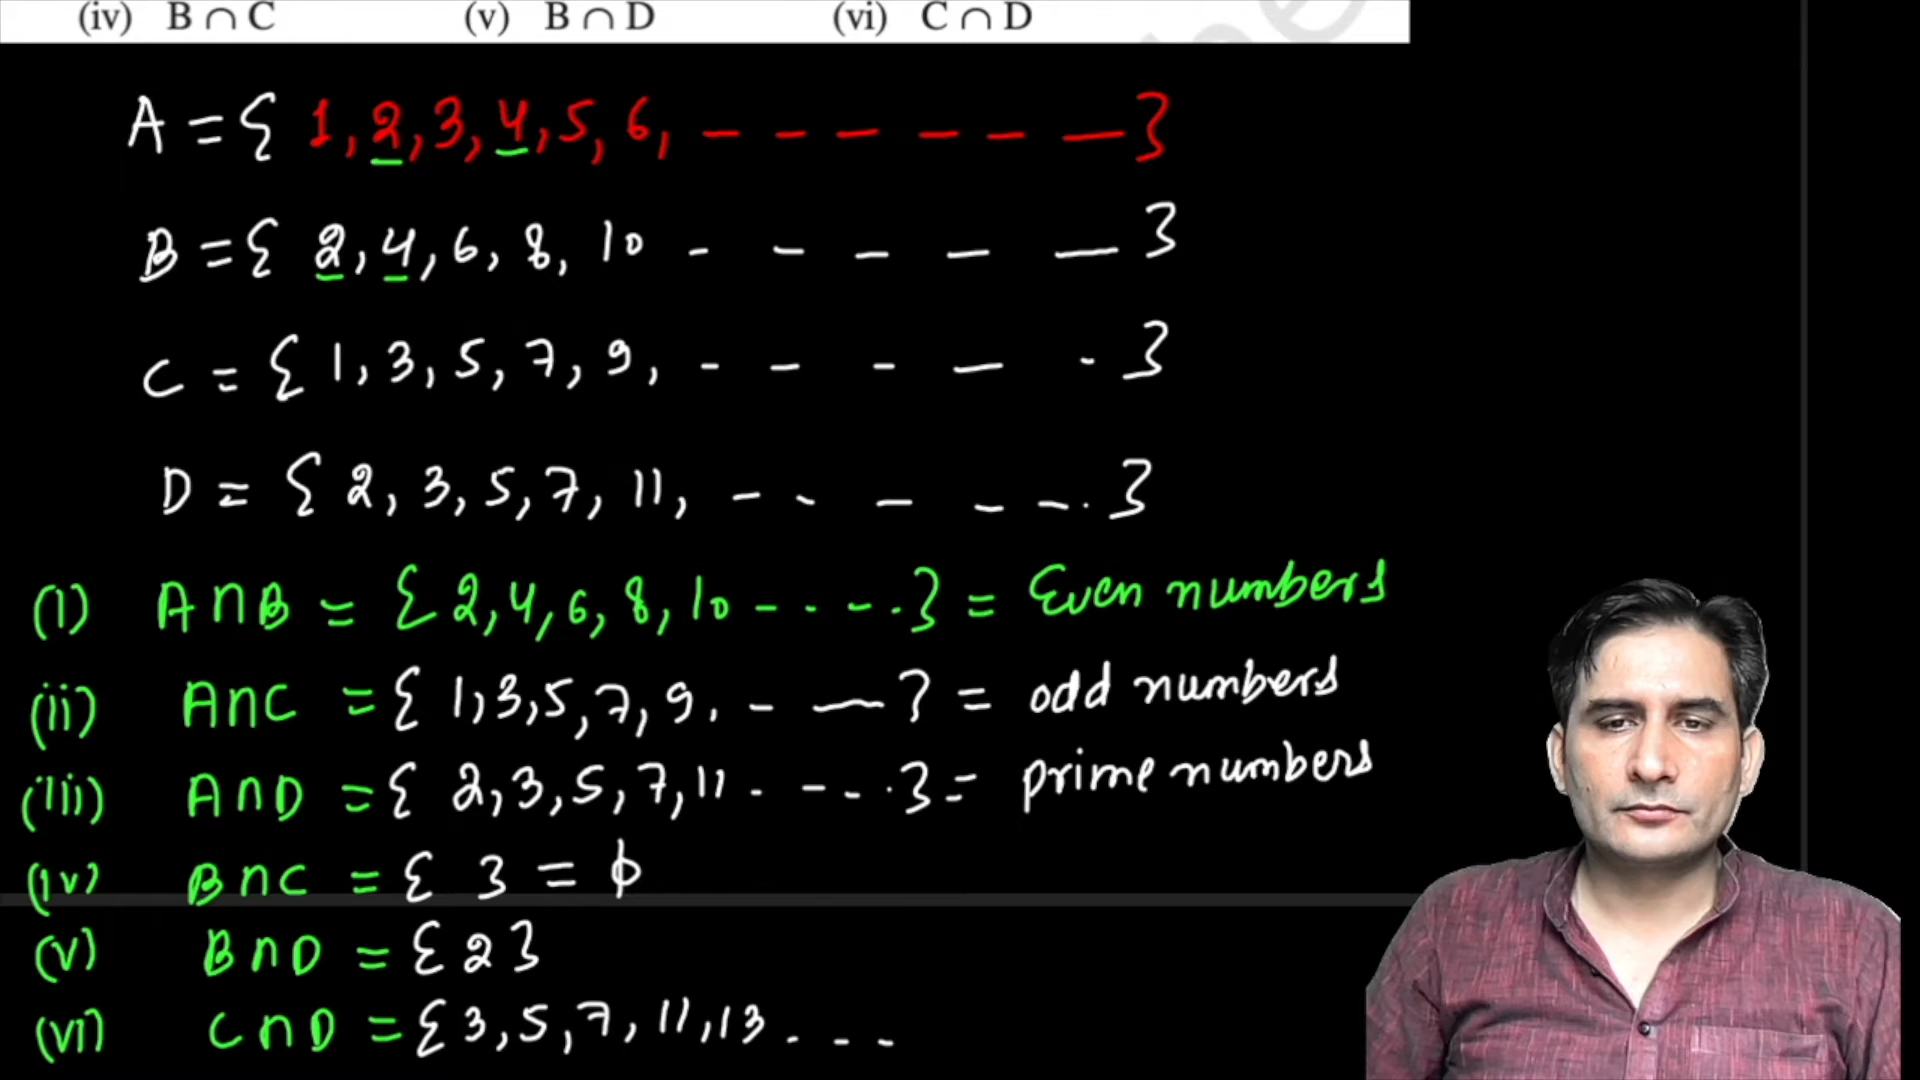 (iv) B ∩ C (v) B ∩ D (vi) C ∩ D
A = { 1, 2, 3, 4, 5, 6, - - - - - - }
B = { 2, 4, 6, 8, 10 - - - - - }
C = { 1, 3, 5, 7, 9, - - - - - }
D = { 2, 3, 5, 7, 11, - - - - - . }
(i) A ∩ B = { 2, 4, 6, 8, 10 - - - - . } = Even numbers
(ii) A ∩ C = { 1, 3, 5, 7, 9, - — } = odd numbers
(iii) A ∩ D = { 2, 3, 5, 7, 11 - - - - . } = prime numbers
(iv) B ∩ C = { } = ϕ
(v) B ∩ D = { 2 }
(vi) C ∩ D = { 3, 5, 7, 11, 13 . - - -